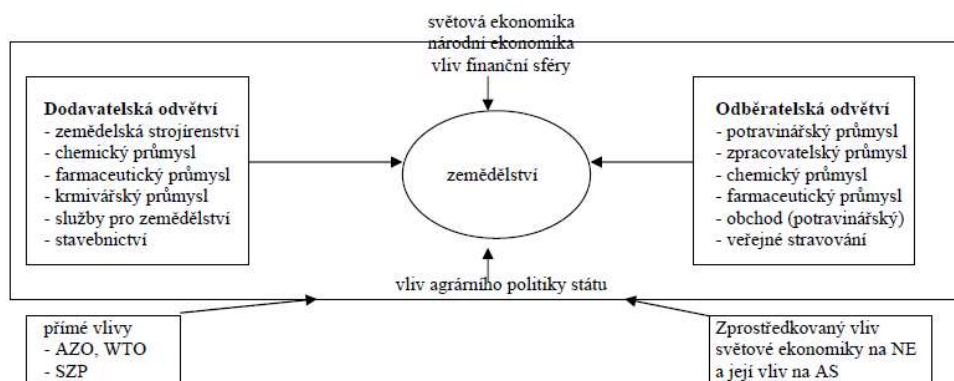 světová ekonomika
národní ekonomika
vliv finanční sféry
Dodavatelská odvětví
- zemědelská strojírenství
- chemický průmysl
- farmaceutický průmysl
- krmivářský průmysl
- služby pro zemědělství
- stavebnictví
zemědělství
Odběratelská odvětví
- potravinářský průmysl
- zpracovatelský průmysl
- chemický průmysl
- farmaceutický průmysl
- obchod (potravinářský)
- veřejné stravování
vliv agrárního politiky státu
přímé vlivy
- AZO, WTO
- SZP
Zprostředkovaný vliv
světové ekonomiky na NE
a její vliv na AS